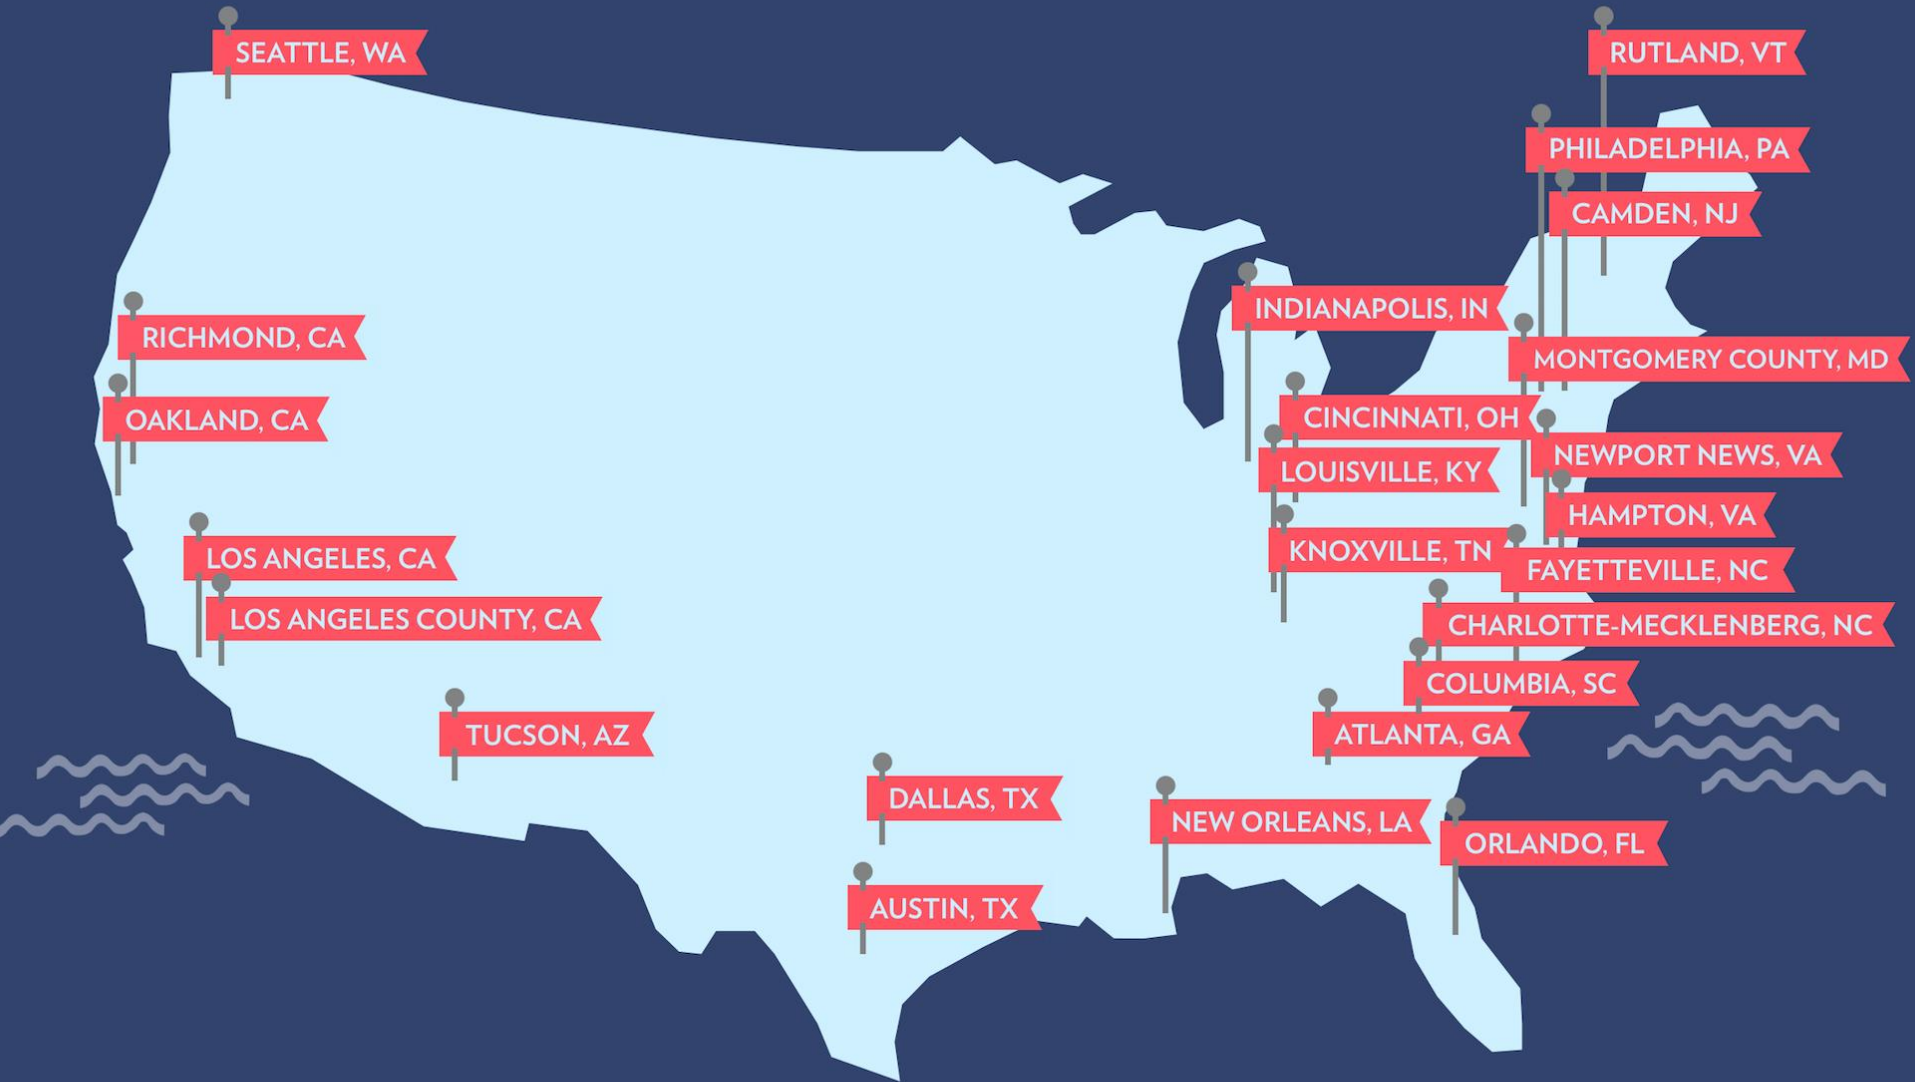 SEATTLE, WA
RUTLAND, VT
PHILADELPHIA, PA
CAMDEN, NJ
INDIANAPOLIS, IN
RICHMOND, CA
MONTGOMERY COUNTY, MD
OAKLAND, CA
CINCINNATI, OH
NEWPORT NEWS, VA
LOUISVILLE, KY
HAMPTON, VA
LOS ANGELES, CA
KNOXVILLE, TN
FAYETTEVILLE, NC
LOS ANGELES COUNTY, CA
CHARLOTTE-MECKLENBERG, NC
COLUMBIA, SC
TUCSON, AZ
ATLANTA, GA
DALLAS, TX
NEW ORLEANS, LA
ORLANDO, FL
AUSTIN, TX